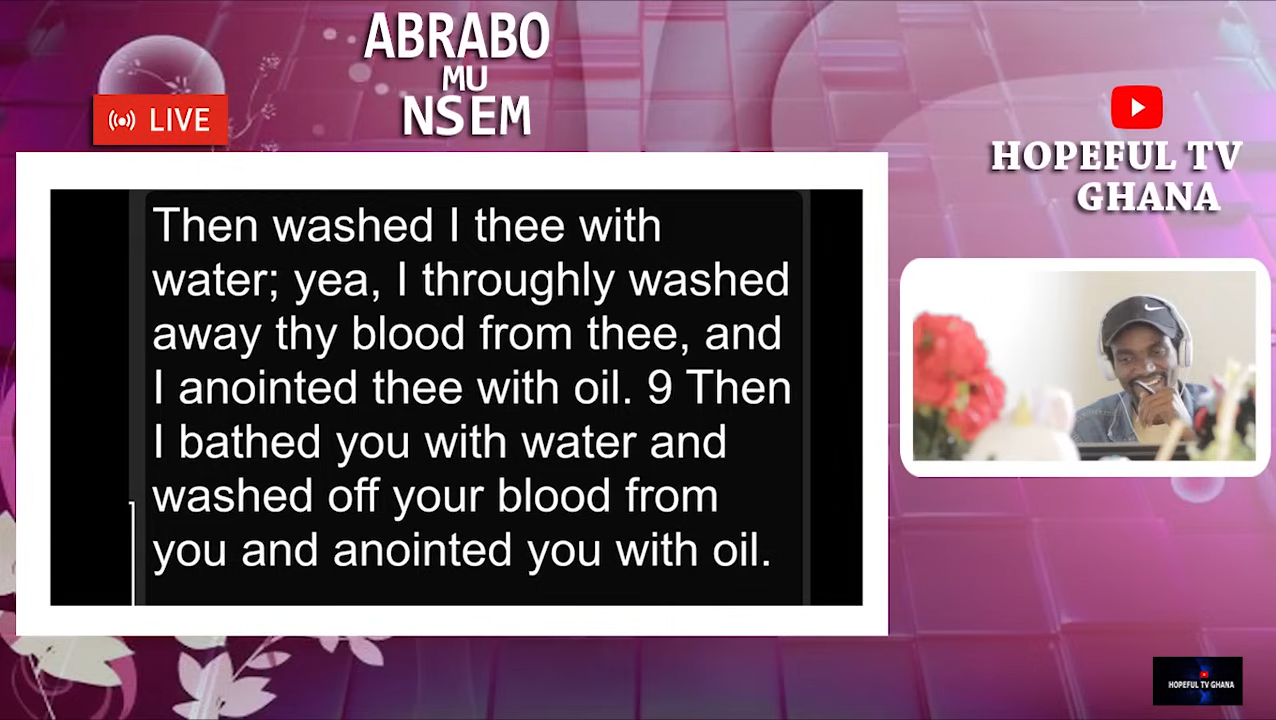 ABRABO
MU
NSEM
LIVE
HOPEFUL TV
GHANA
Then washed I thee with
water; yea, I throughly washed
away thy blood from thee, and
I anointed thee with oil. 9 Then
I bathed you with water and
washed off your blood from
you and anointed you with oil.
HOPEFUL TV GHANA